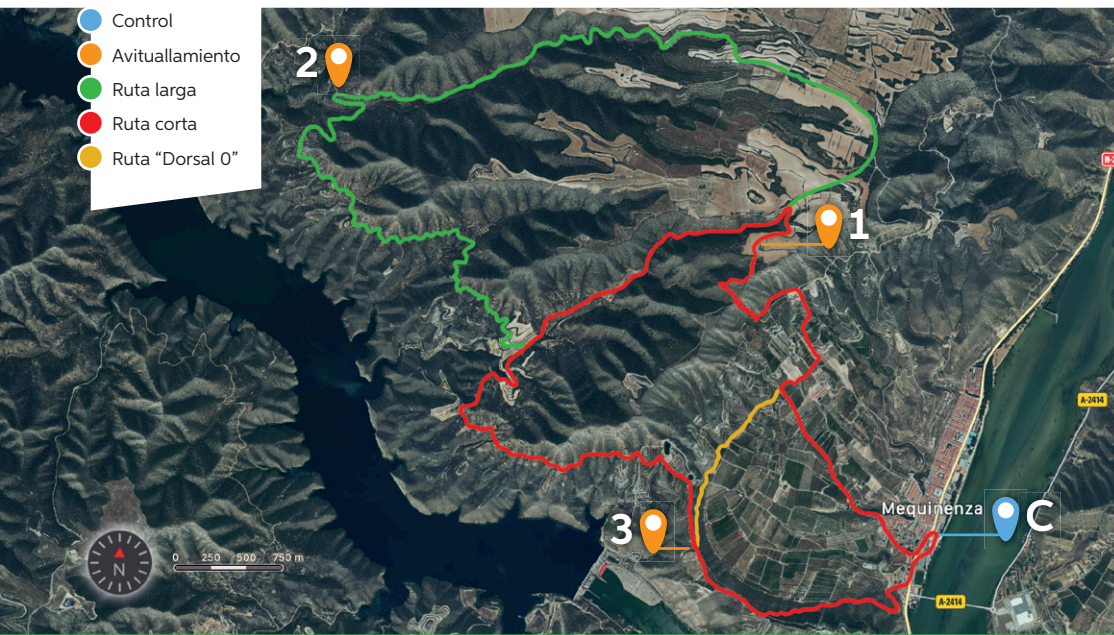 Control
Avituallamiento
Ruta larga
Ruta corta
Ruta “Dorsal 0”
2
1
A-2414
Mequinenza
C
3
N
0 250 500 750 m
A-2414